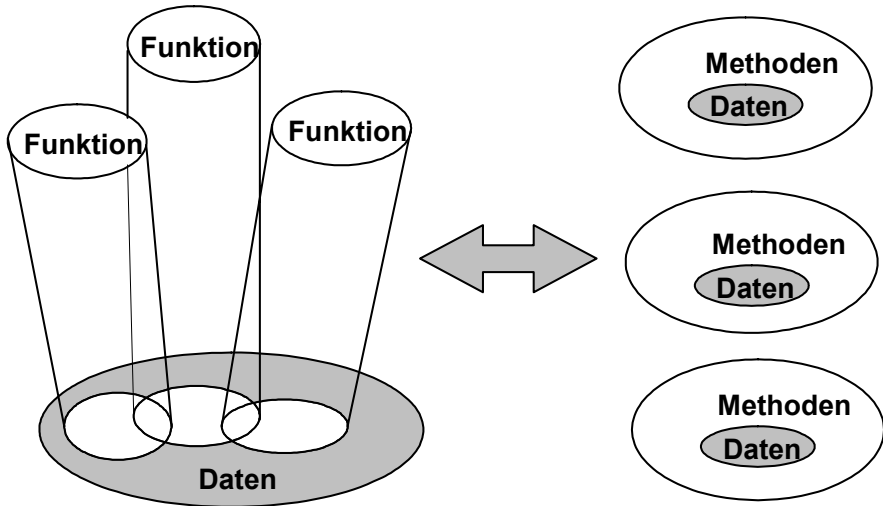 Funktion
Funktion
Funktion
Daten
Methoden
Daten
Methoden
Daten
Methoden
Daten